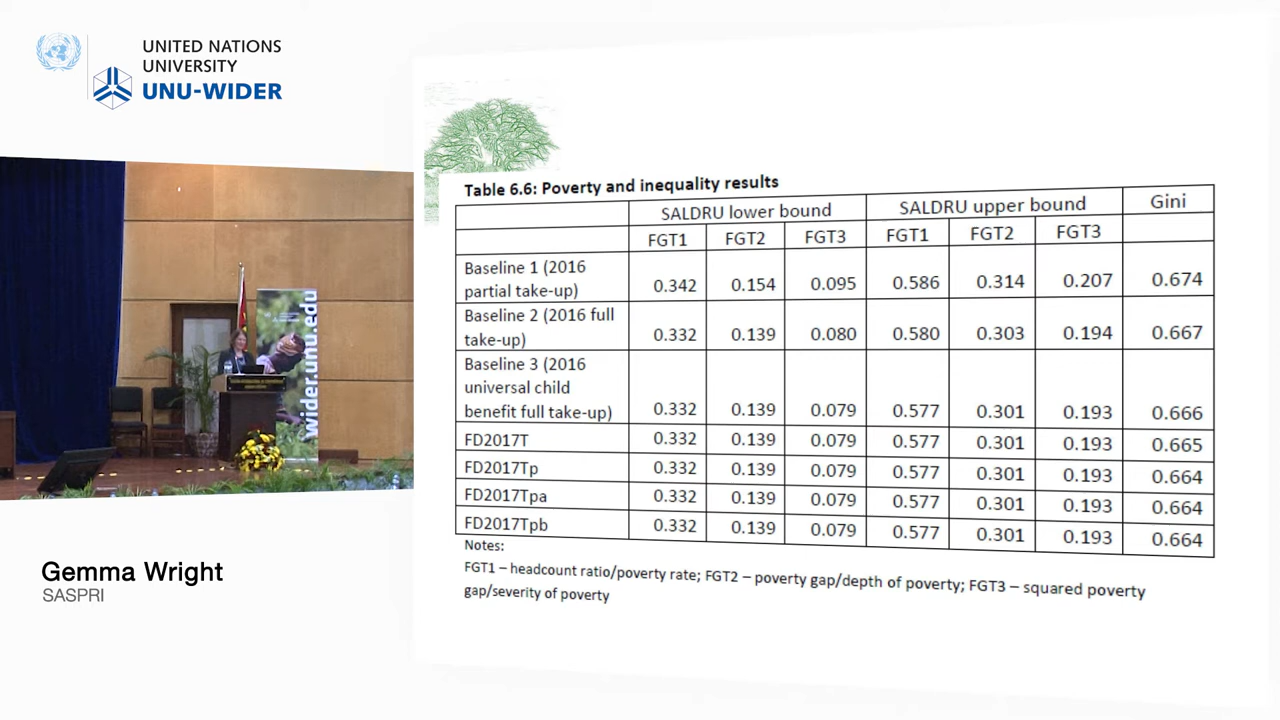 UNITED NATIONS
UNIVERSITY
UNU-WIDER
wider.unu.edu
Gemma Wright
SASPRI
Table 6.6: Poverty and inequality results
SALDRU lower bound SALDRU upper bound Gini
FGT1 FGT2 FGT3 FGT1 FGT2 FGT3
Baseline 1 (2016
partial take-up) 0.342 0.154 0.095 0.586 0.314 0.207 0.674
Baseline 2 (2016 full
take-up) 0.332 0.139 0.080 0.580 0.303 0.194 0.667
Baseline 3 (2016
universal child
benefit full take-up) 0.332 0.139 0.079 0.577 0.301 0.193 0.666
FD2017T 0.332 0.139 0.079 0.577 0.301 0.193 0.665
FD2017Tp 0.332 0.139 0.079 0.577 0.301 0.193 0.664
FD2017Tpa 0.332 0.139 0.079 0.577 0.301 0.193 0.664
FD2017Tpb 0.332 0.139 0.079 0.577 0.301 0.193 0.664
Notes:
FGT1 – headcount ratio/poverty rate; FGT2 – poverty gap/depth of poverty; FGT3 – squared poverty
gap/severity of poverty